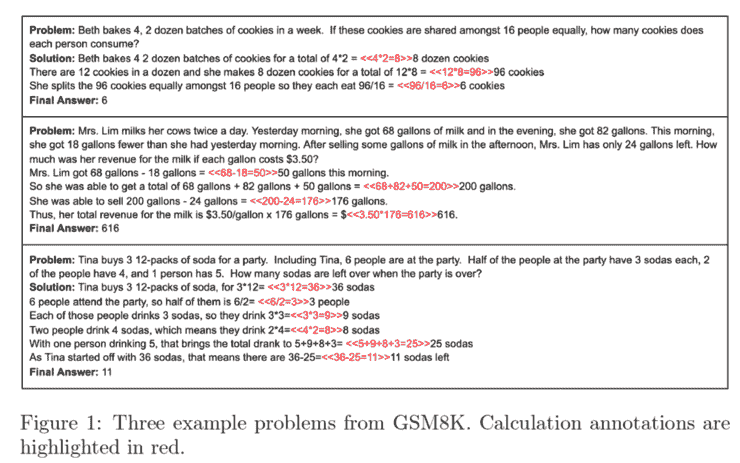 Problem: Beth bakes 4, 2 dozen batches of cookies in a week. If these cookies are shared amongst 16 people equally, how many cookies does
each person consume?
Solution: Beth bakes 4 2 dozen batches of cookies for a total of 4*2 = <<4*2=8>>8 dozen cookies
There are 12 cookies in a dozen and she makes 8 dozen cookies for a total of 12*8 = <<12*8=96>>96 cookies
She splits the 96 cookies equally amongst 16 people so they each eat 96/16 = <<96/16=6>>6 cookies
Final Answer: 6
Problem: Mrs. Lim milks her cows twice a day. Yesterday morning, she got 68 gallons of milk and in the evening, she got 82 gallons. This morning,
she got 18 gallons fewer than she had yesterday morning. After selling some gallons of milk in the afternoon, Mrs. Lim has only 24 gallons left. How
much was her revenue for the milk if each gallon costs $3.50?
Mrs. Lim got 68 gallons - 18 gallons = <<68-18=50>>50 gallons this morning.
So she was able to get a total of 68 gallons + 82 gallons + 50 gallons = <<68+82+50=200>>200 gallons.
She was able to sell 200 gallons - 24 gallons = <<200-24=176>>176 gallons.
Thus, her total revenue for the milk is $3.50/gallon x 176 gallons = $<<3.50*176=616>>616.
Final Answer: 616
Problem: Tina buys 3 12-packs of soda for a party. Including Tina, 6 people are at the party. Half of the people at the party have 3 sodas each, 2
of the people have 4, and 1 person has 5. How many sodas are left over when the party is over?
Solution: Tina buys 3 12-packs of soda, for 3*12= <<3*12=36>>36 sodas
6 people attend the party, so half of them is 6/2= <<6/2=3>>3 people
Each of those people drinks 3 sodas, so they drink 3*3=<<3*3=9>>9 sodas
Two people drink 4 sodas, which means they drink 2*4=<<4*2=8>>8 sodas
With one person drinking 5, that brings the total drank to 5+9+8+3= <<5+9+8+3=25>>25 sodas
As Tina started off with 36 sodas, that means there are 36-25=<<36-25=11>>11 sodas left
Final Answer: 11
Figure 1: Three example problems from GSM8K. Calculation annotations are
highlighted in red.